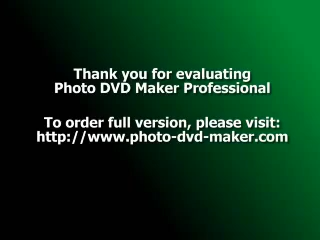 Thank you for evaluating
Photo DVD Maker Professional
To order full version, please visit:
http://www.photo-dvd-maker.com